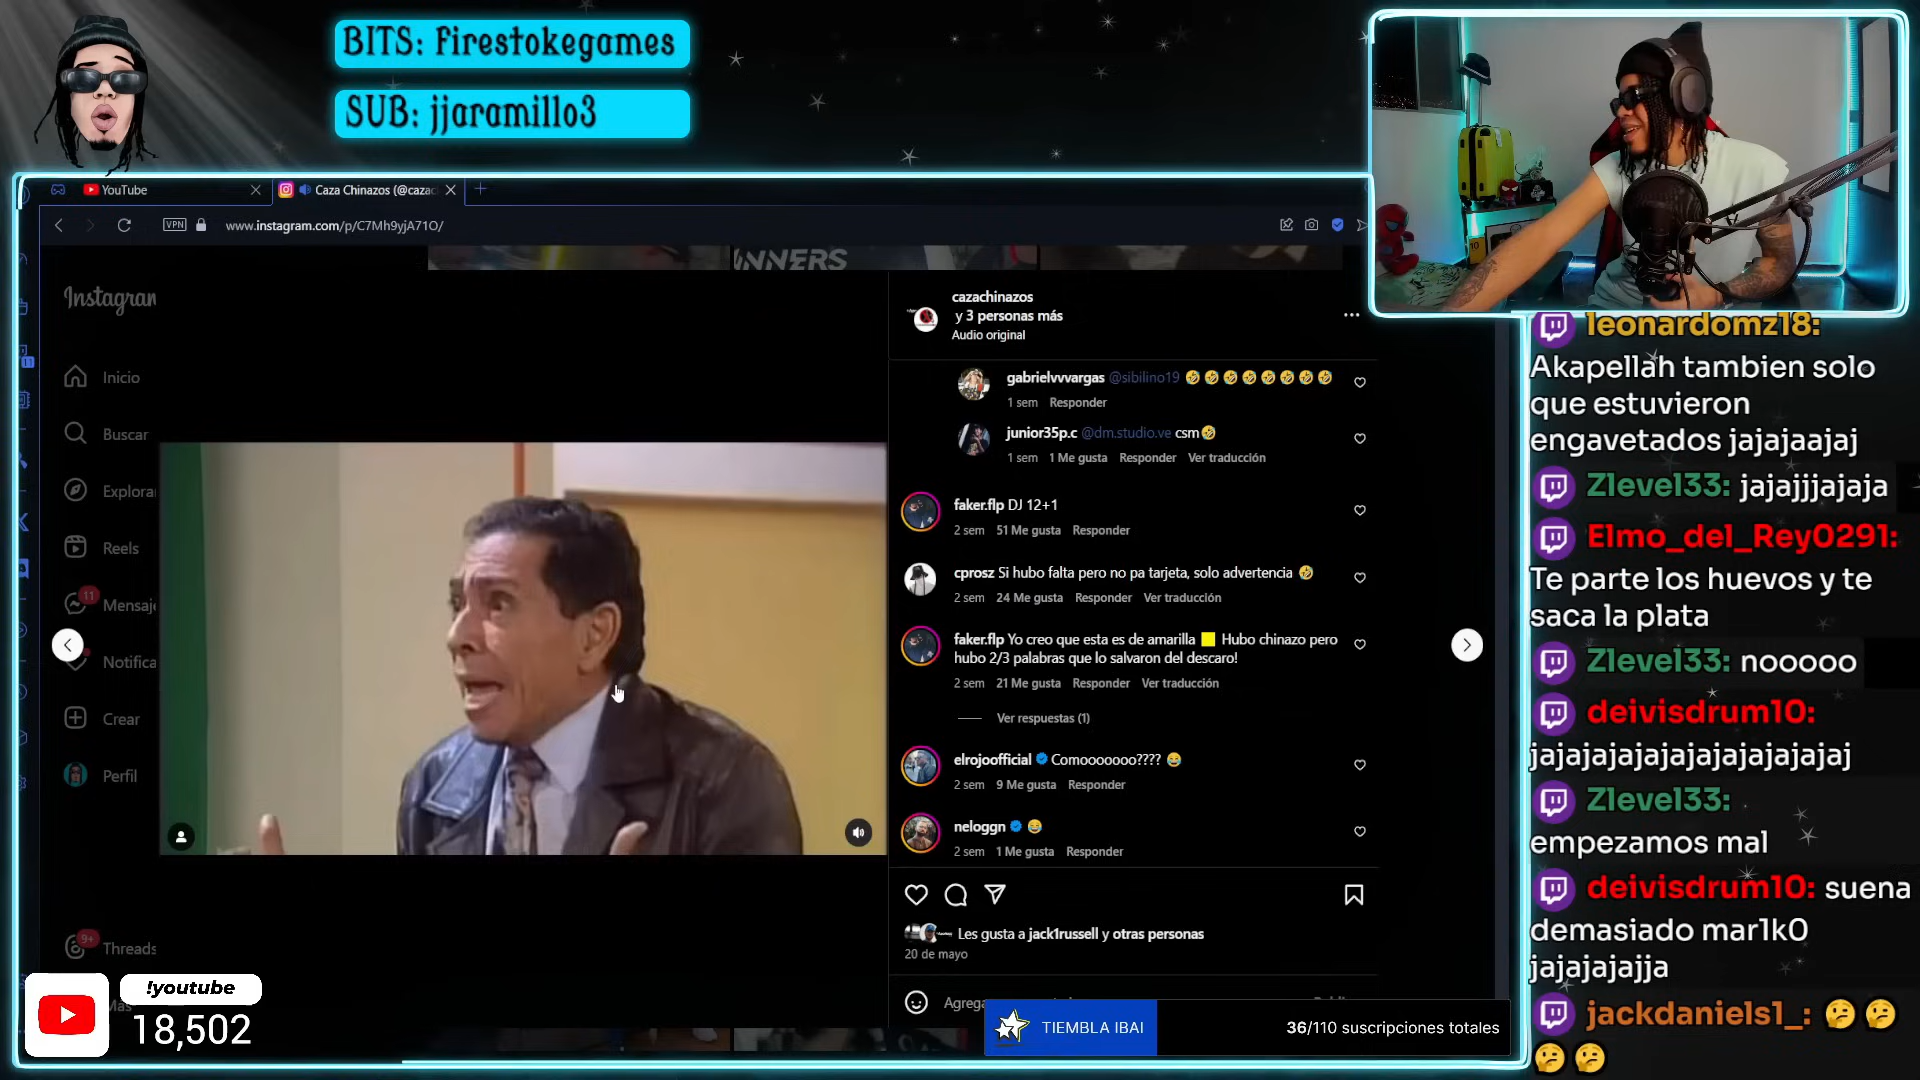 BITS: Firestokegames
SUB: jjaramillo3
YouTube
Caza Chinazos (@cazac
VPN
www.instagram.com/p/C7Mh9yjA71O/
NNERS
Instagram
Inicio
Buscar
Explora
Reels
11
Mensaje
Notifica
Crear
Perfil
9+
Threads
cazachinazos
y 3 personas más
Audio original
gabrielvvvargas @sibilino19 🤣🤣🤣🤣🤣🤣🤣🤣
1 sem Responder
junior35p.c @dm.studio.ve csm🤣
1 sem 1 Me gusta Responder Ver traducción
faker.flp DJ 12+1
2 sem 51 Me gusta Responder
cprosz Si hubo falta pero no pa tarjeta, solo advertencia 🤣
2 sem 24 Me gusta Responder Ver traducción
faker.flp Yo creo que esta es de amarilla 🟨 Hubo chinazo pero
hubo 2/3 palabras que lo salvaron del descaro!
2 sem 21 Me gusta Responder Ver traducción
Ver respuestas (1)
elrojoofficial Comooooooo???? 😂
2 sem 9 Me gusta Responder
neloggn 😂
2 sem 1 Me gusta Responder
Les gusta a jack1russell y otras personas
20 de mayo
!youtube
18,502
TIEMBLA IBAI
36/110 suscripciones totales
leonardomz18:
Akapellah tambien solo
que estuvieron
engavetados jajajaajaj
Zlevel33: jajajjjajaja
Elmo_del_Rey0291:
Te parte los huevos y te
saca la plata
Zlevel33: nooooo
deivisdrum10:
jajajajajajajajajajajaj
Zlevel33:
empezamos mal
deivisdrum10: suena
demasiado mar1k0
jajajajajja
jackdaniels1_: 🤔 🤔
🤔 🤔